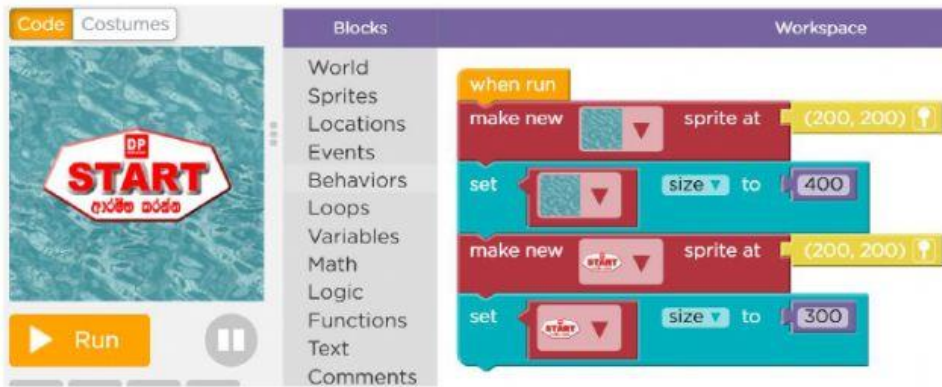 Code Costumes
DP
START
ආරම්භ කරන්න
Run
Blocks
World
Sprites
Locations
Events
Behaviors
Loops
Variables
Math
Logic
Functions
Text
Comments
Workspace
when run
make new sprite at (200, 200)
set size to 400
make new START sprite at (200, 200)
set START size to 300